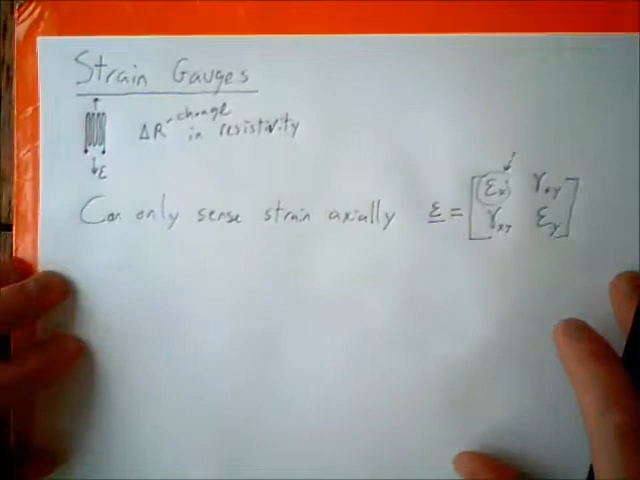 Strain Gauges
ΔR - change in resistivity
ε
Can only sense strain axially ε = [εx γxy
γxy εy]